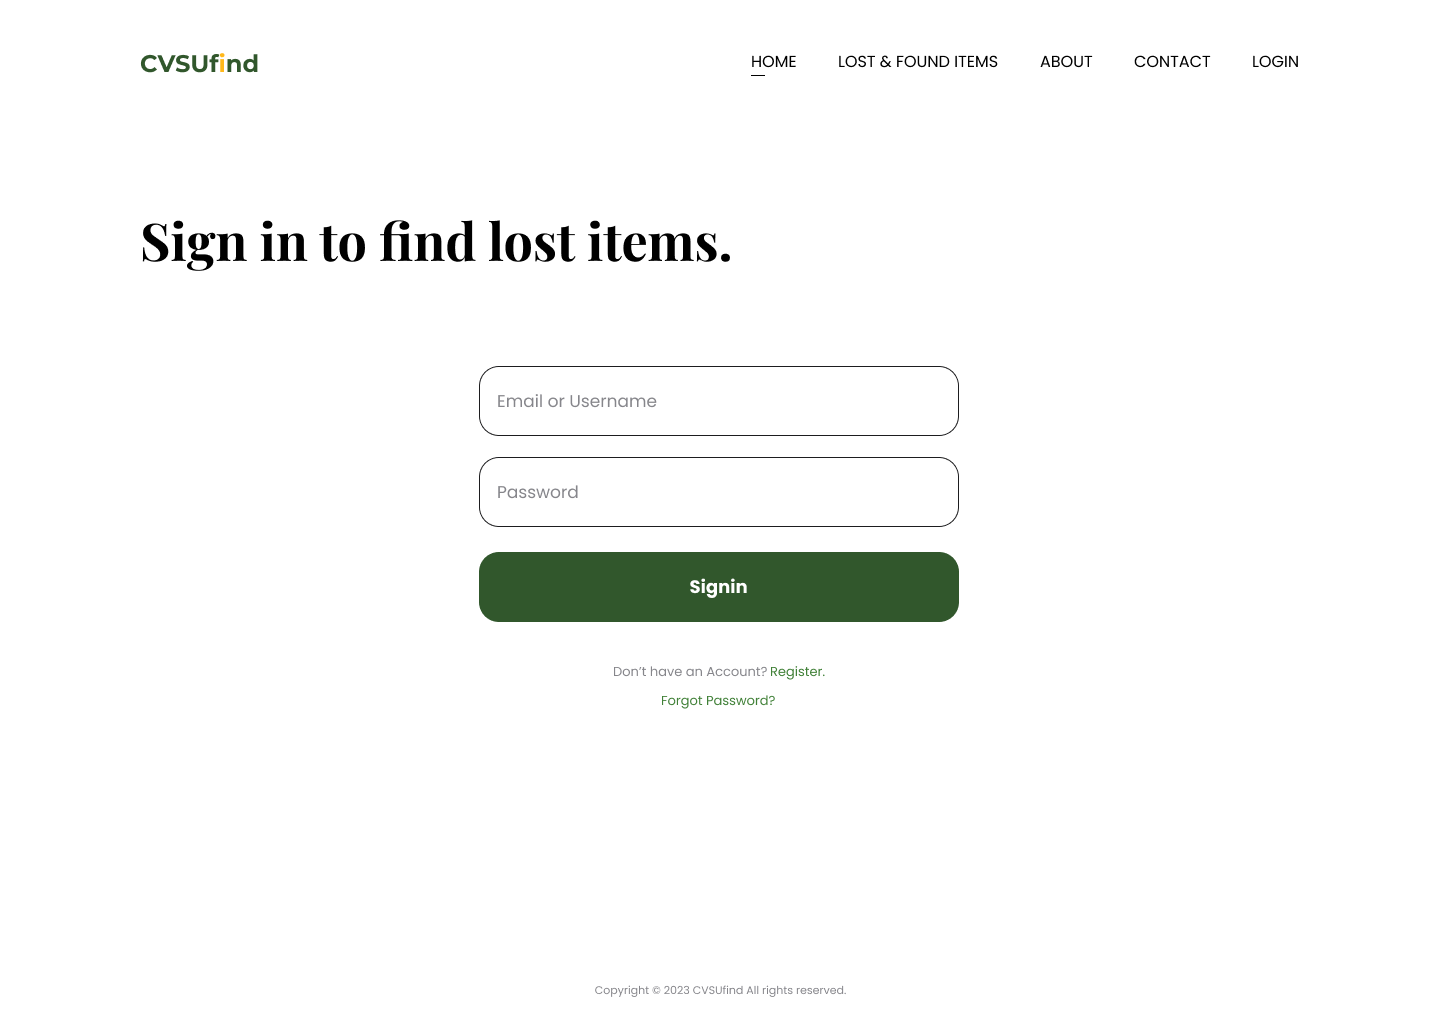 CVSUfind
HOME LOST & FOUND ITEMS ABOUT CONTACT LOGIN
Sign in to find lost items.
Email or Username
Password
Signin
Don’t have an Account? Register.
Forgot Password?
Copyright © 2023 CVSUfind All rights reserved.